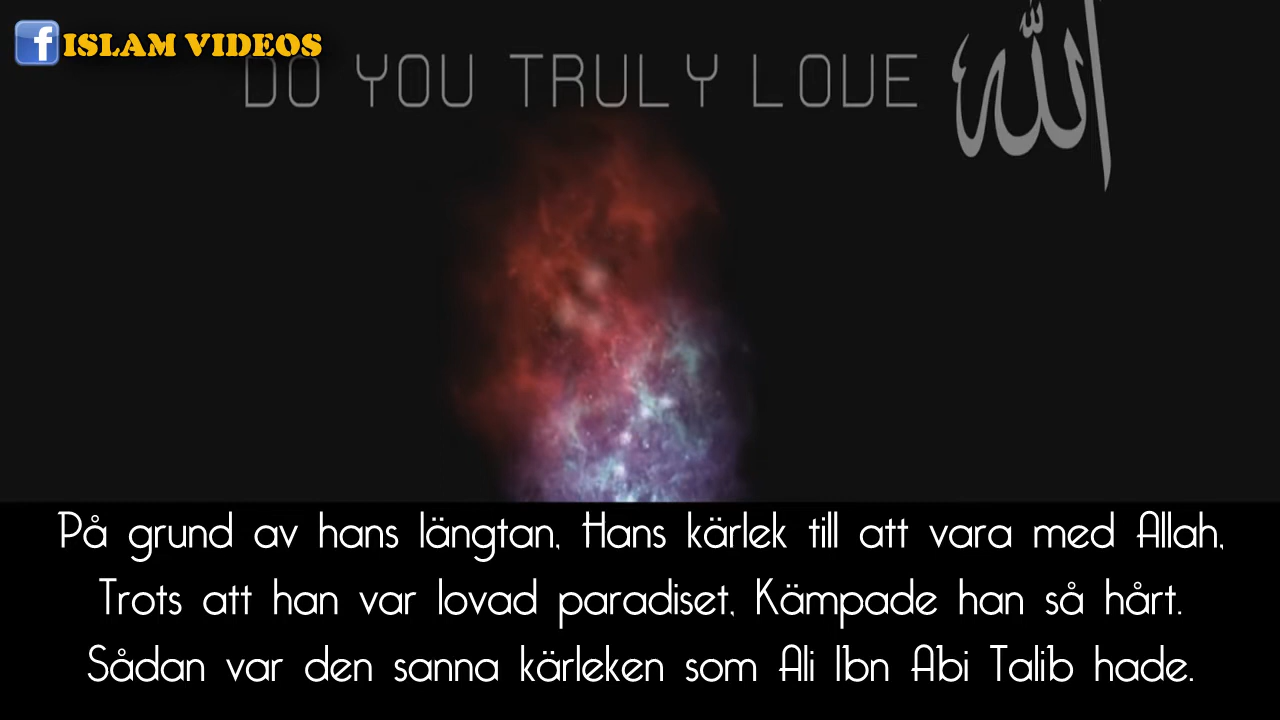 f ISLAM VIDEOS
DO YOU TRULY LOVE الله
På grund av hans längtan, Hans kärlek till att vara med Allah,
Trots att han var lovad paradiset, Kämpade han så hårt.
Sådan var den sanna kärleken som Ali Ibn Abi Talib hade.